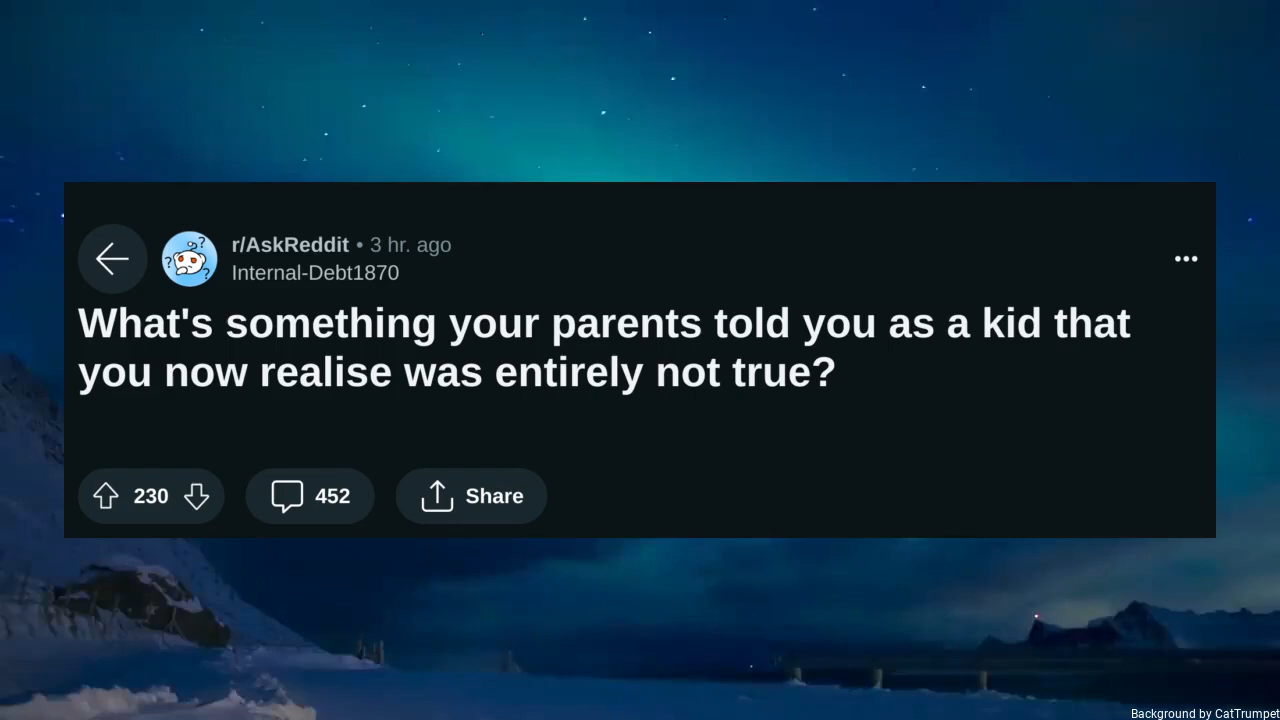 r/AskReddit • 3 hr. ago
Internal-Debt1870
What's something your parents told you as a kid that
you now realise was entirely not true?
230
452
Share
Background by CatTrumpet